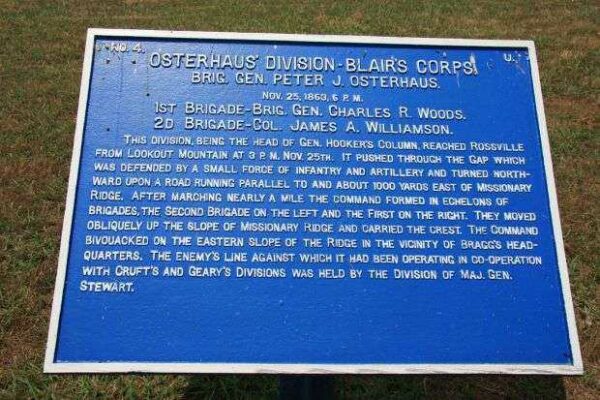 No. 4. U.S.
Osterhaus' Division-Blair's Corps.
Brig. Gen. Peter J. Osterhaus.
Nov. 25, 1863, 6 P.M.
1st Brigade-Brig. Gen. Charles R. Woods.
2d Brigade-Col. James A. Williamson.
This division, being the head of Gen. Hooker's Column, reached Rossville
from Lookout Mountain at 3 P.M. Nov. 25th. It pushed through the Gap which
was defended by a small force of infantry and artillery and turned north-
ward upon a road running parallel to and about 1000 yards east of Missionary
Ridge. After marching nearly a mile the command formed in echelons of
Brigades, the Second Brigade on the left and the First on the right. They moved
obliquely up the slope of Missionary Ridge and carried the crest. The Command
bivouacked on the eastern slope of the Ridge in the vicinity of Bragg's Head-
quarters. The enemy's line against which it had been operating in co-operation
with Cruft's and Geary's Divisions was held by the Division of Maj. Gen.
Stewart.